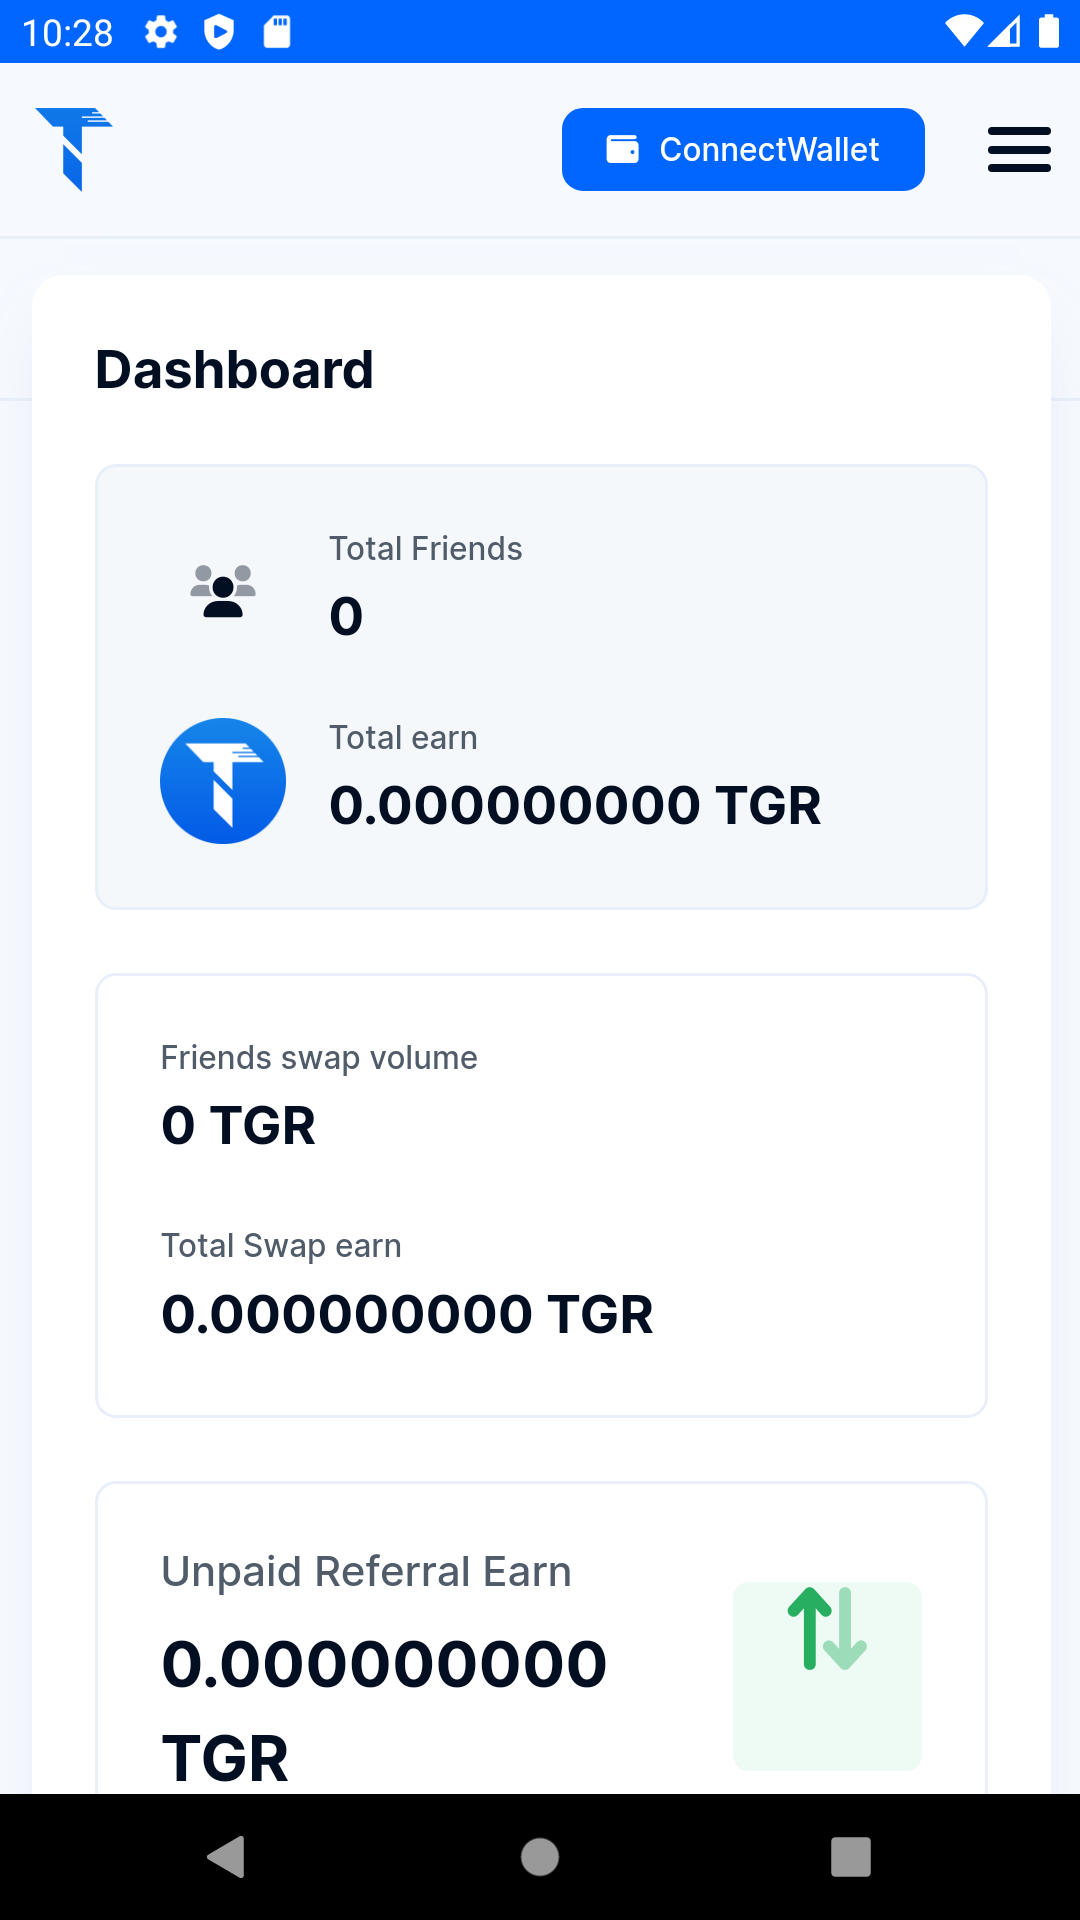 10:28
ConnectWallet
Dashboard
Total Friends
0
Total earn
0.000000000 TGR
Friends swap volume
0 TGR
Total Swap earn
0.000000000 TGR
Unpaid Referral Earn
0.000000000
TGR